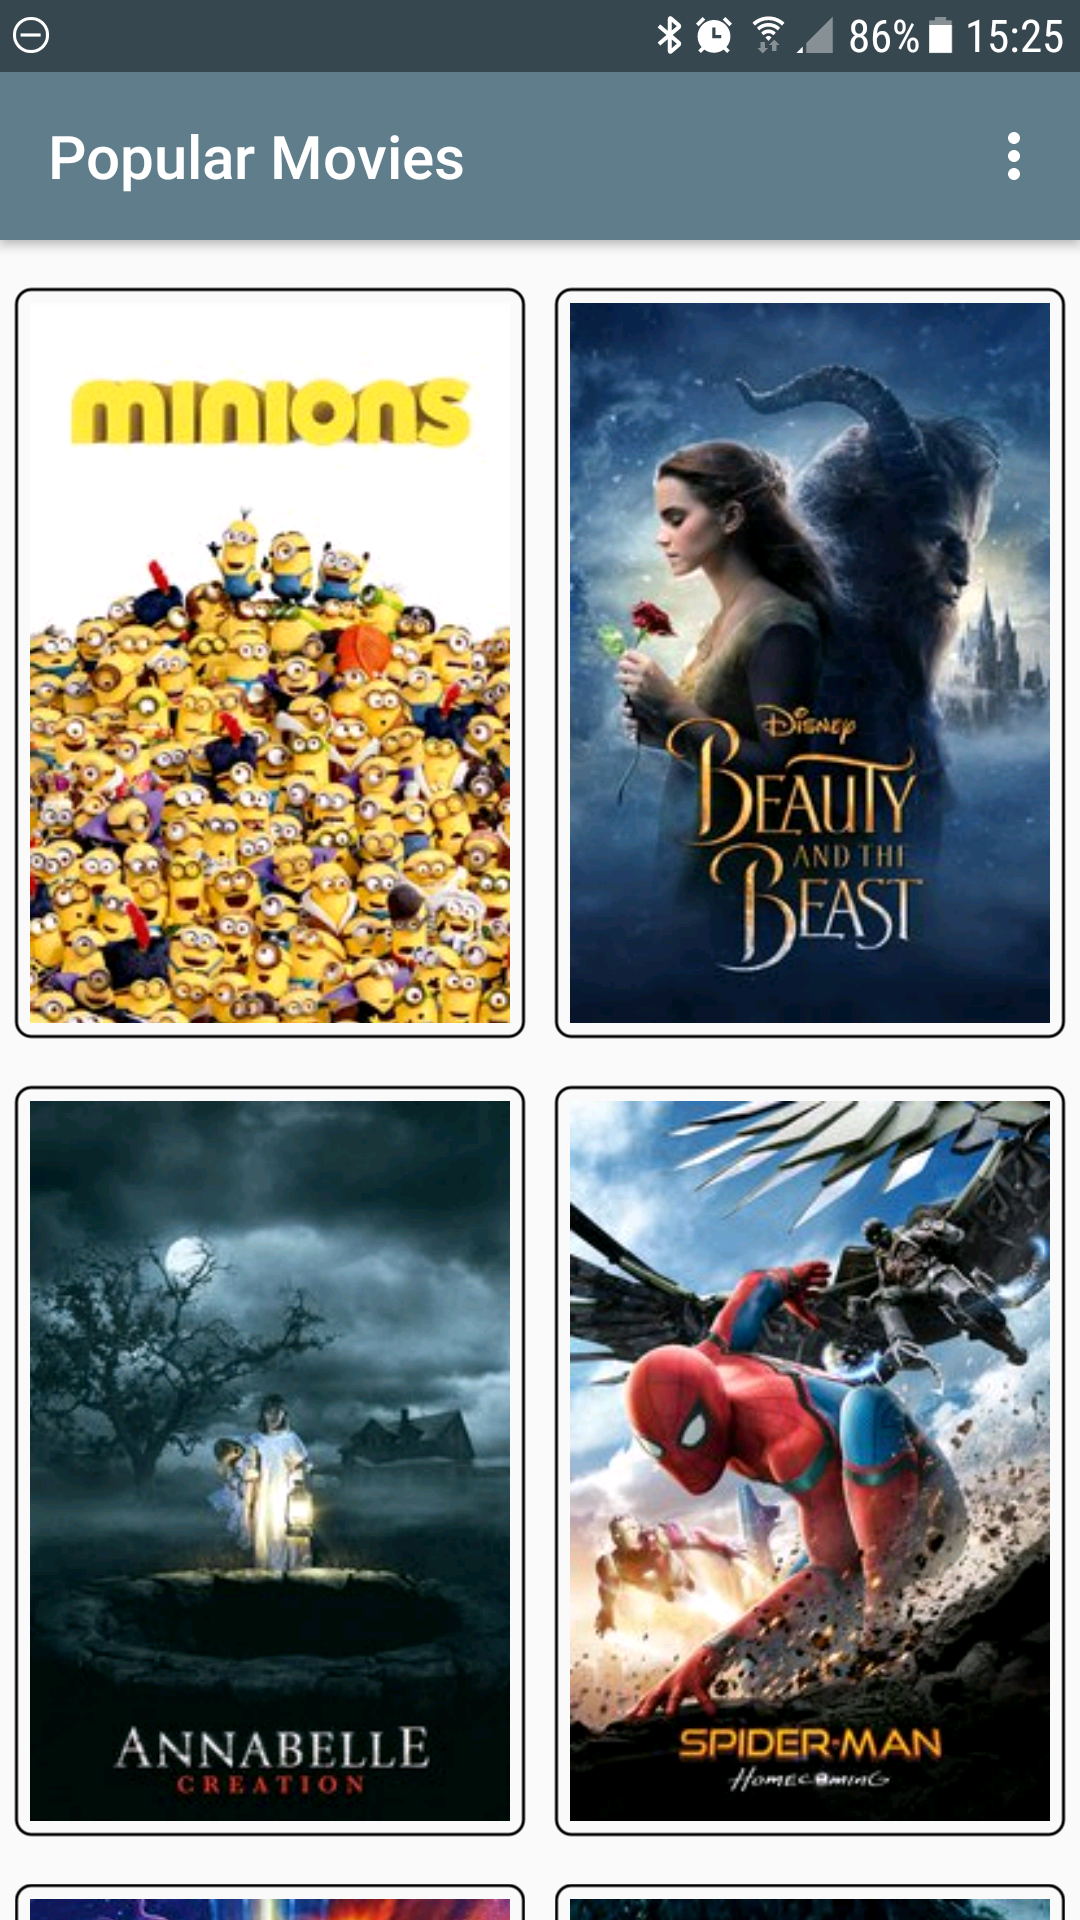 86% 15:25
Popular Movies
minions
Disney
BEAUTY
AND THE
BEAST
ANNABELLE
CREATION
SPIDER-MAN
HOMECOMING